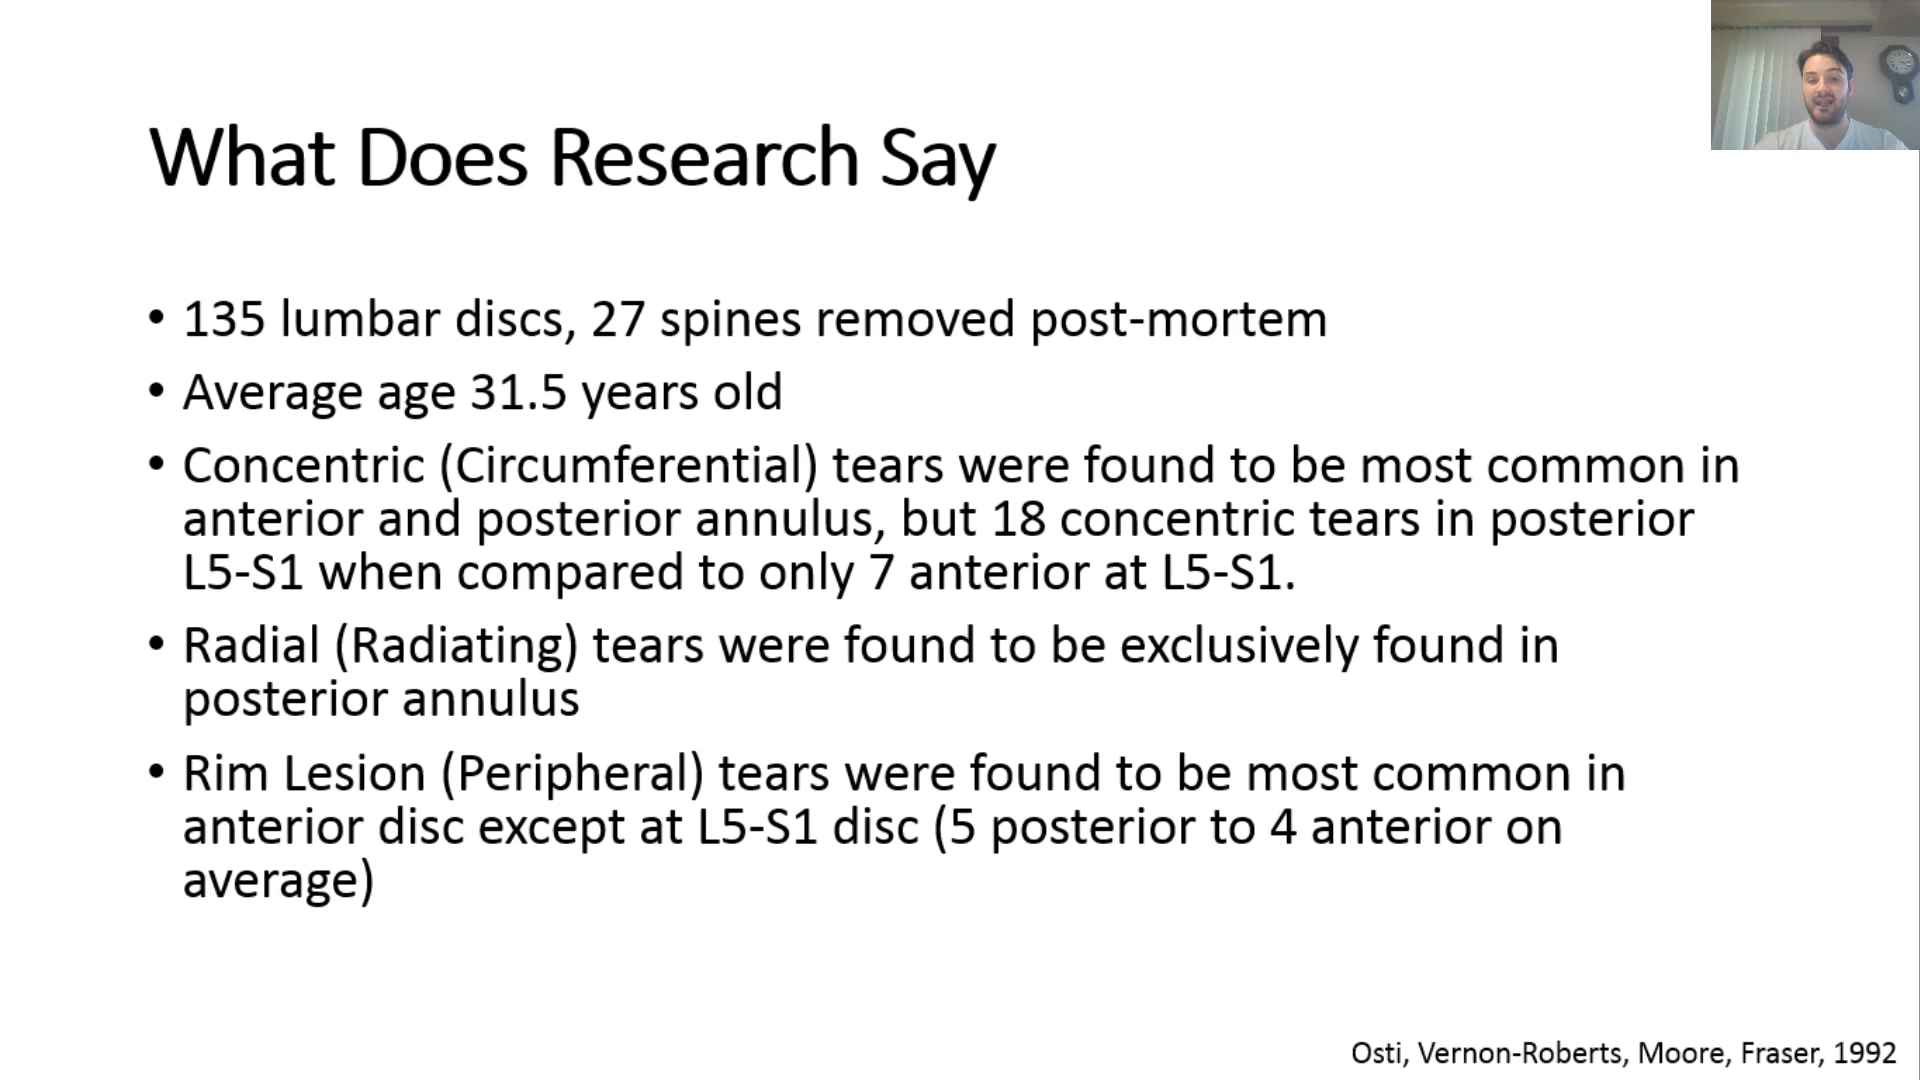 What Does Research Say
• 135 lumbar discs, 27 spines removed post-mortem
• Average age 31.5 years old
• Concentric (Circumferential) tears were found to be most common in
anterior and posterior annulus, but 18 concentric tears in posterior
L5-S1 when compared to only 7 anterior at L5-S1.
• Radial (Radiating) tears were found to be exclusively found in
posterior annulus
• Rim Lesion (Peripheral) tears were found to be most common in
anterior disc except at L5-S1 disc (5 posterior to 4 anterior on
average)
Osti, Vernon-Roberts, Moore, Fraser, 1992